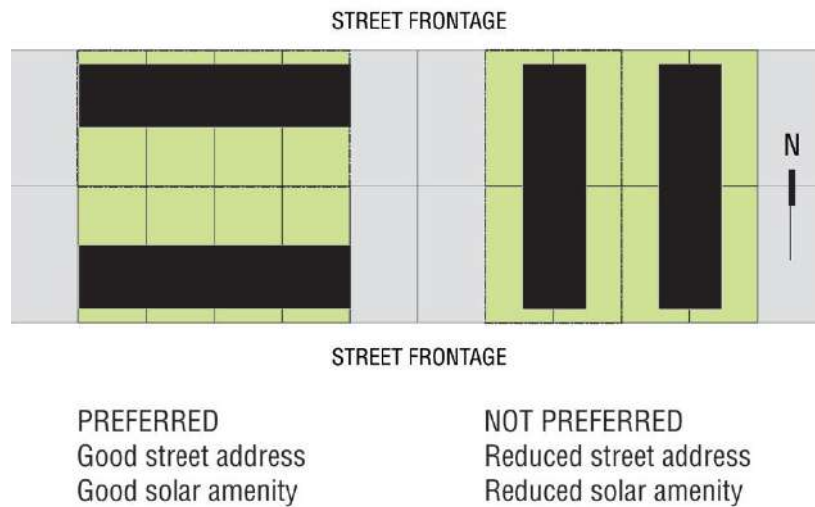 STREET FRONTAGE
N
STREET FRONTAGE
PREFERRED
Good street address
Good solar amenity
NOT PREFERRED
Reduced street address
Reduced solar amenity